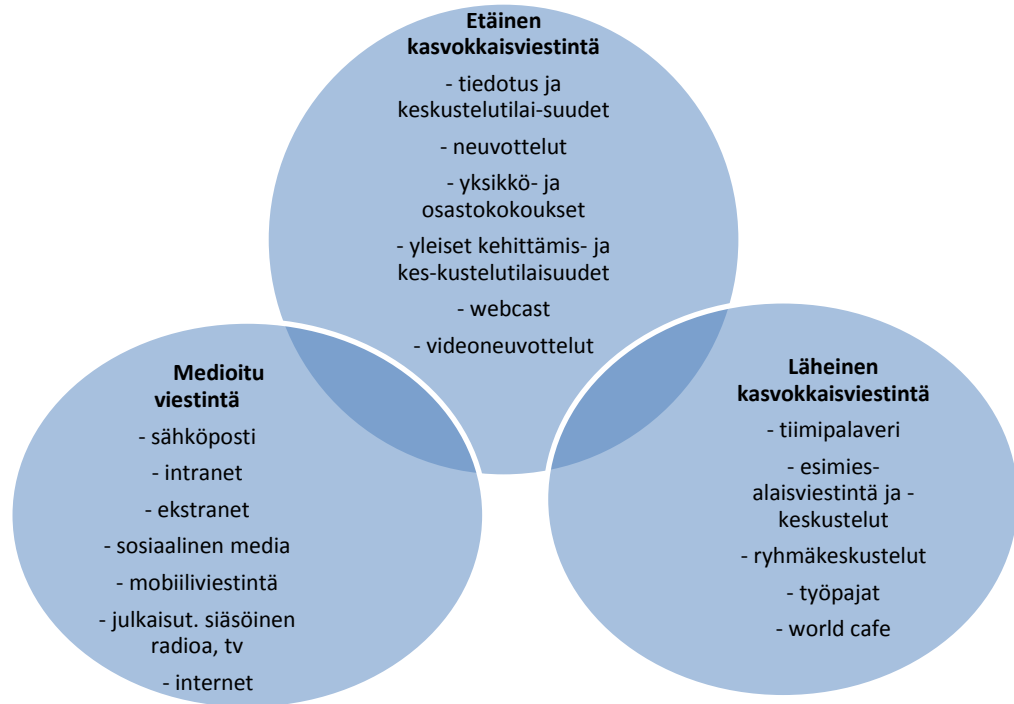 Etäinen
kasvokkaisviestintä
- tiedotus ja
keskustelutilai-suudet
- neuvottelut
- yksikkö- ja
osastokokoukset
- yleiset kehittämis- ja
kes-kustelutilaisuudet
- webcast
- videoneuvottelut
Medioitu
viestintä
- sähköposti
- intranet
- ekstranet
- sosiaalinen media
- mobiiliviestintä
- julkaisut. siäsöinen
radioa, tv
- internet
Läheinen
kasvokkaisviestintä
- tiimipalaveri
- esimies-
alaisviestintä ja -
keskustelut
- ryhmäkeskustelut
- työpajat
- world cafe